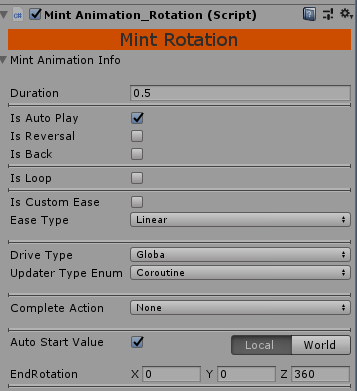 Mint Animation_Rotation (Script)
Mint Rotation
Mint Animation Info
Duration 0.5
Is Auto Play
Is Reversal
Is Back
Is Loop
Is Custom Ease
Ease Type Linear
Drive Type Globa
Updater Type Enum Coroutine
Complete Action None
Auto Start Value Local World
EndRotation X 0 Y 0 Z 360